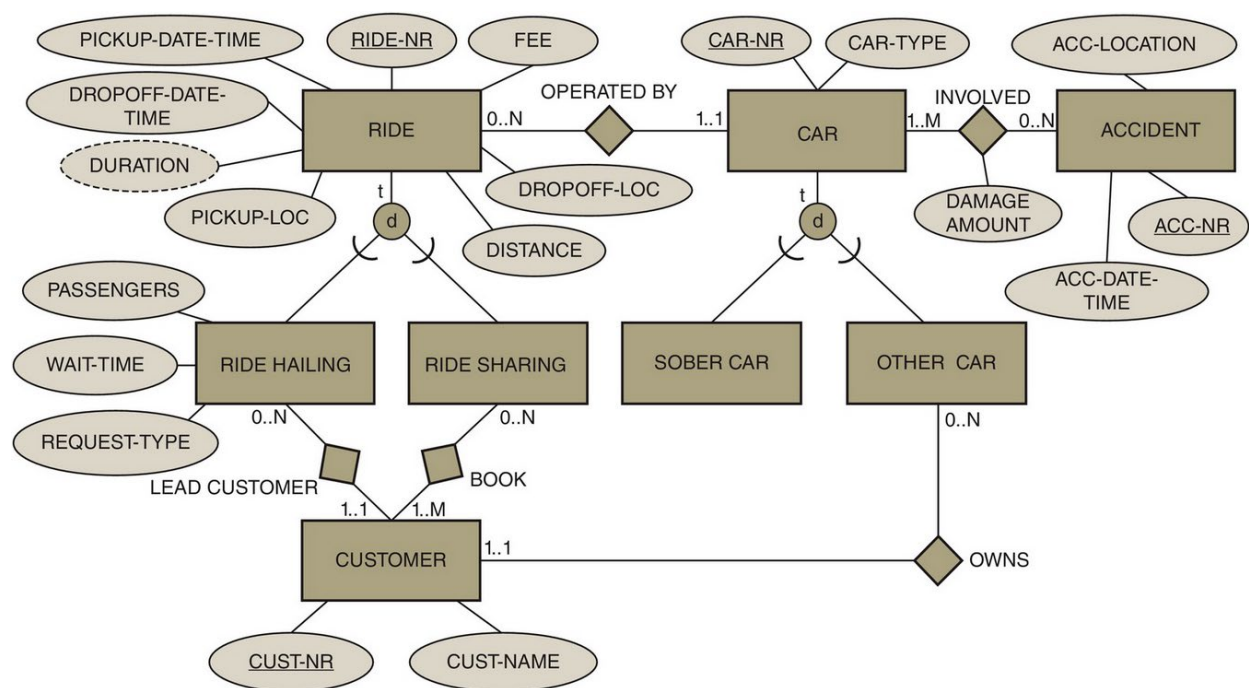 PICKUP-DATE-TIME
RIDE-NR
FEE
CAR-NR
CAR-TYPE
ACC-LOCATION
DROPOFF-DATE-
TIME
OPERATED BY
INVOLVED
RIDE
0..N
1..1
CAR
1..M
0..N
ACCIDENT
DURATION
DROPOFF-LOC
t
t
PICKUP-LOC
d
d
DAMAGE
AMOUNT
ACC-NR
DISTANCE
ACC-DATE-
TIME
PASSENGERS
WAIT-TIME
RIDE HAILING
RIDE SHARING
SOBER CAR
OTHER CAR
0..N
0..N
0..N
REQUEST-TYPE
LEAD CUSTOMER
BOOK
1..1
1..M
CUSTOMER
1..1
OWNS
CUST-NR
CUST-NAME